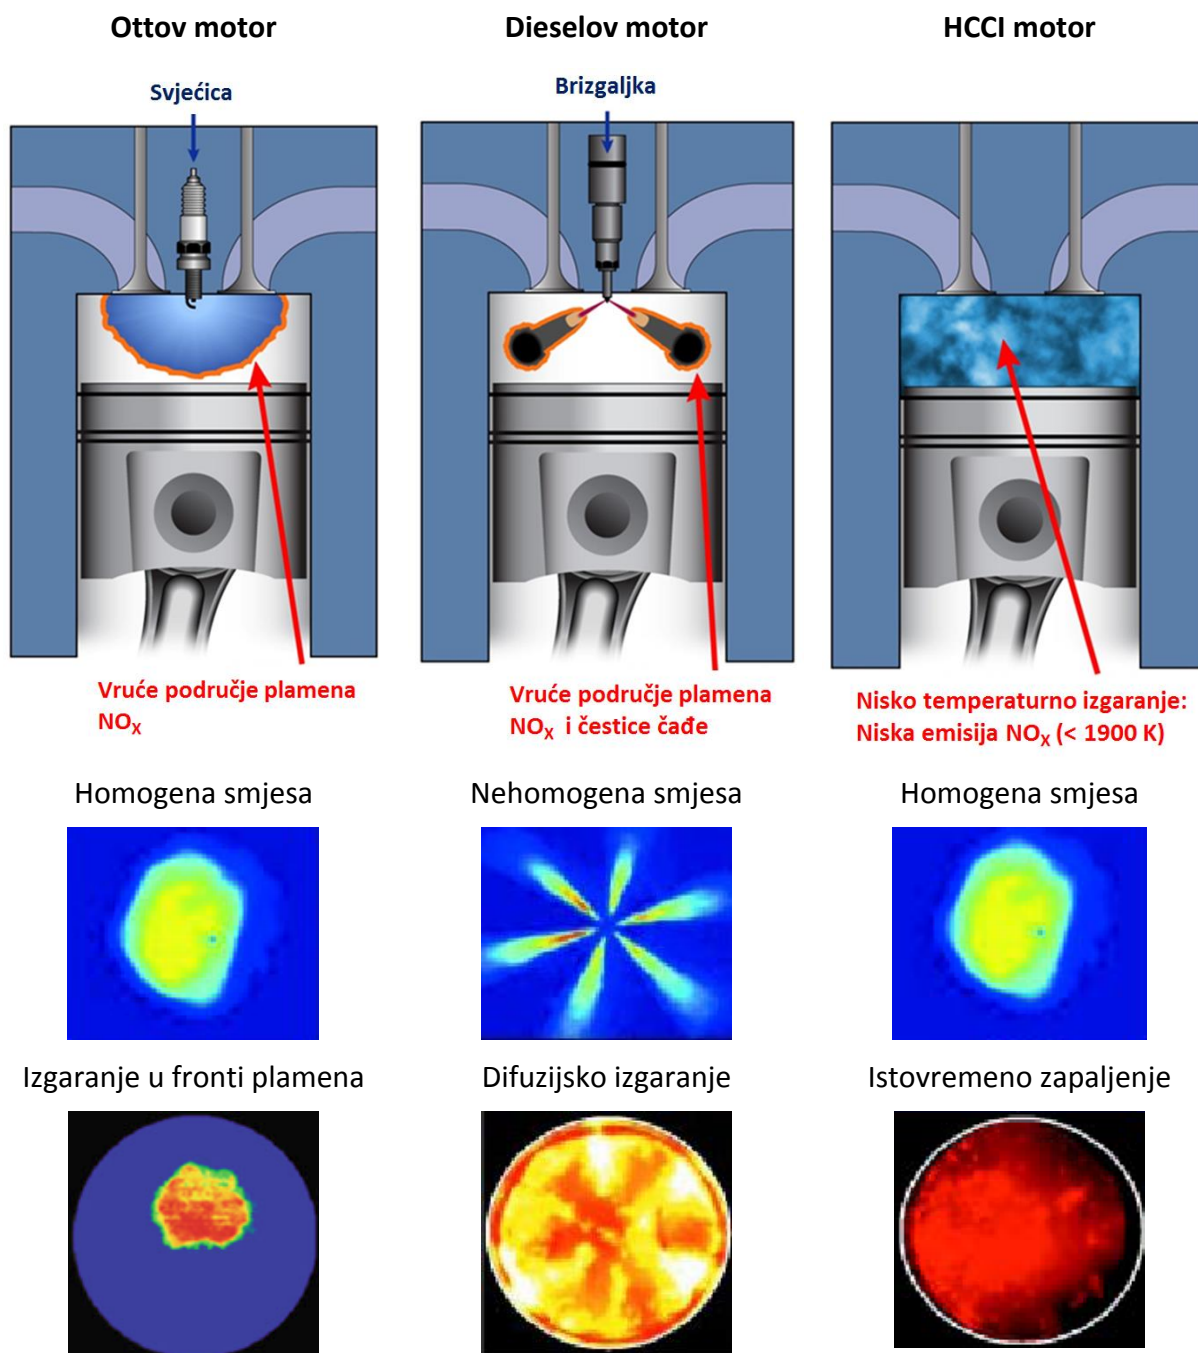 Ottov motor
Dieselov motor
HCCI motor
Svjećica
Brizgaljka
Vruće područje plamena
NOX
Vruće područje plamena
NOX i čestice čađe
Nisko temperaturno izgaranje:
Niska emisija NOX (< 1900 K)
Homogena smjesa
Nehomogena smjesa
Homogena smjesa
Izgaranje u fronti plamena
Difuzijsko izgaranje
Istovremeno zapaljenje